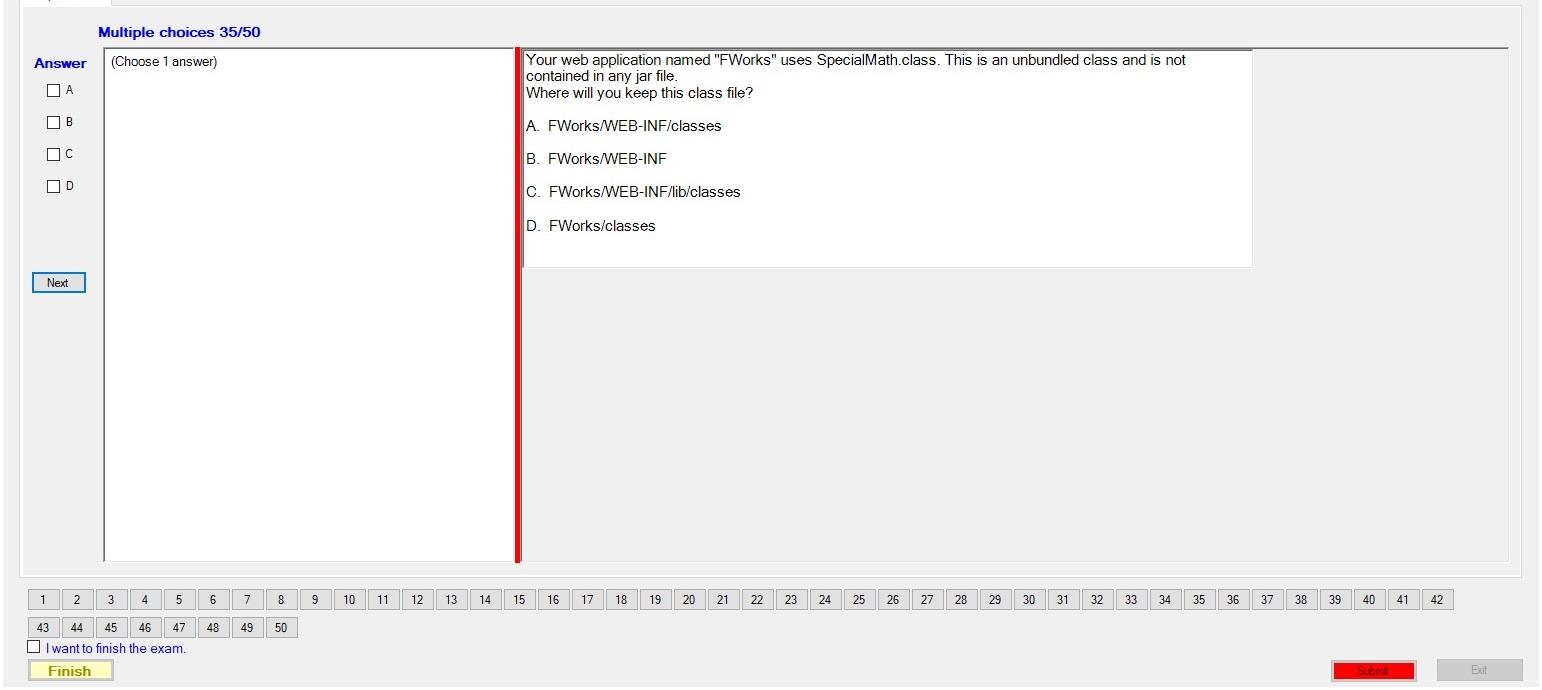 Multiple choices 35/50
Answer
A
B
C
D
Next
(Choose 1 answer)
Your web application named "FWorks" uses SpecialMath.class. This is an unbundled class and is not
contained in any jar file.
Where will you keep this class file?
A. FWorks/WEB-INF/classes
B. FWorks/WEB-INF
C. FWorks/WEB-INF/lib/classes
D. FWorks/classes
1 2 3 4 5 6 7 8 9 10 11 12 13 14 15 16 17 18 19 20 21 22 23 24 25 26 27 28 29 30 31 32 33 34 35 36 37 38 39 40 41 42
43 44 45 46 47 48 49 50
I want to finish the exam.
Finish
Submit
Exit